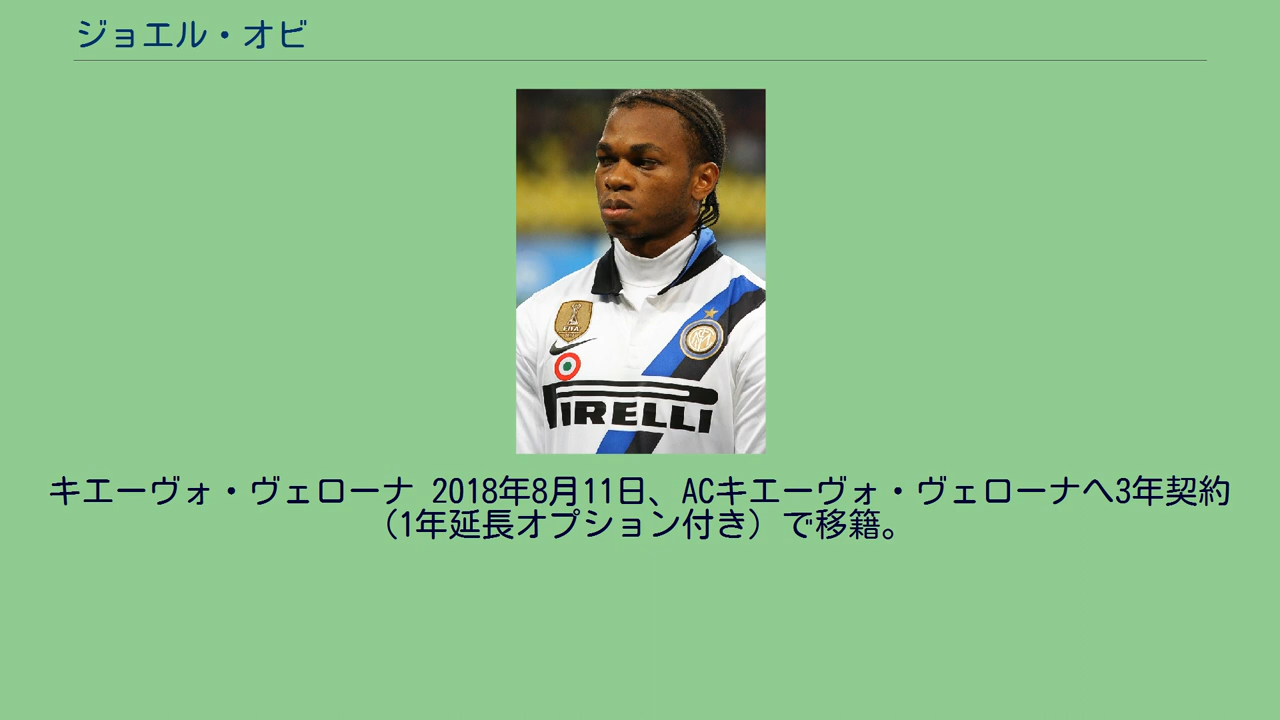 ジョエル・オビ
FIFA
PIRELLI
キエーヴォ・ヴェローナ 2018年8月11日、ACキエーヴォ・ヴェローナへ3年契約
（1年延長オプション付き）で移籍。